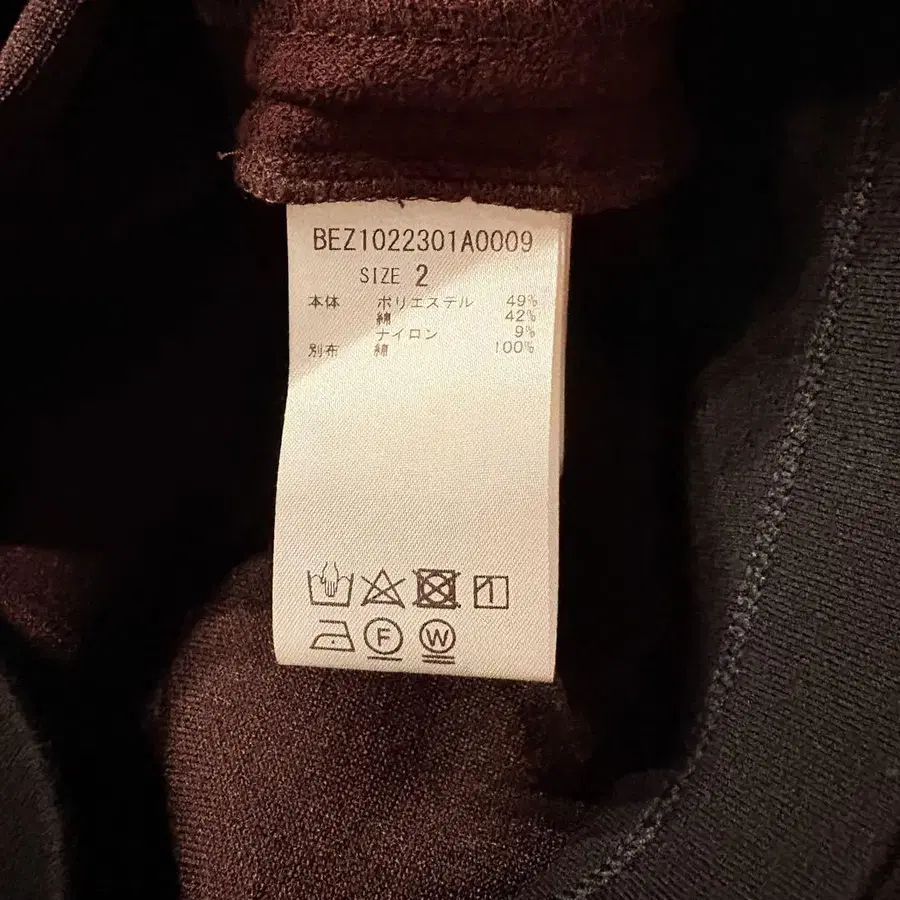 BEZ1022301A0009
SIZE 2
本体 ポリエステル 49%
綿 42%
ナイロン 9%
別布 綿 100%
F W